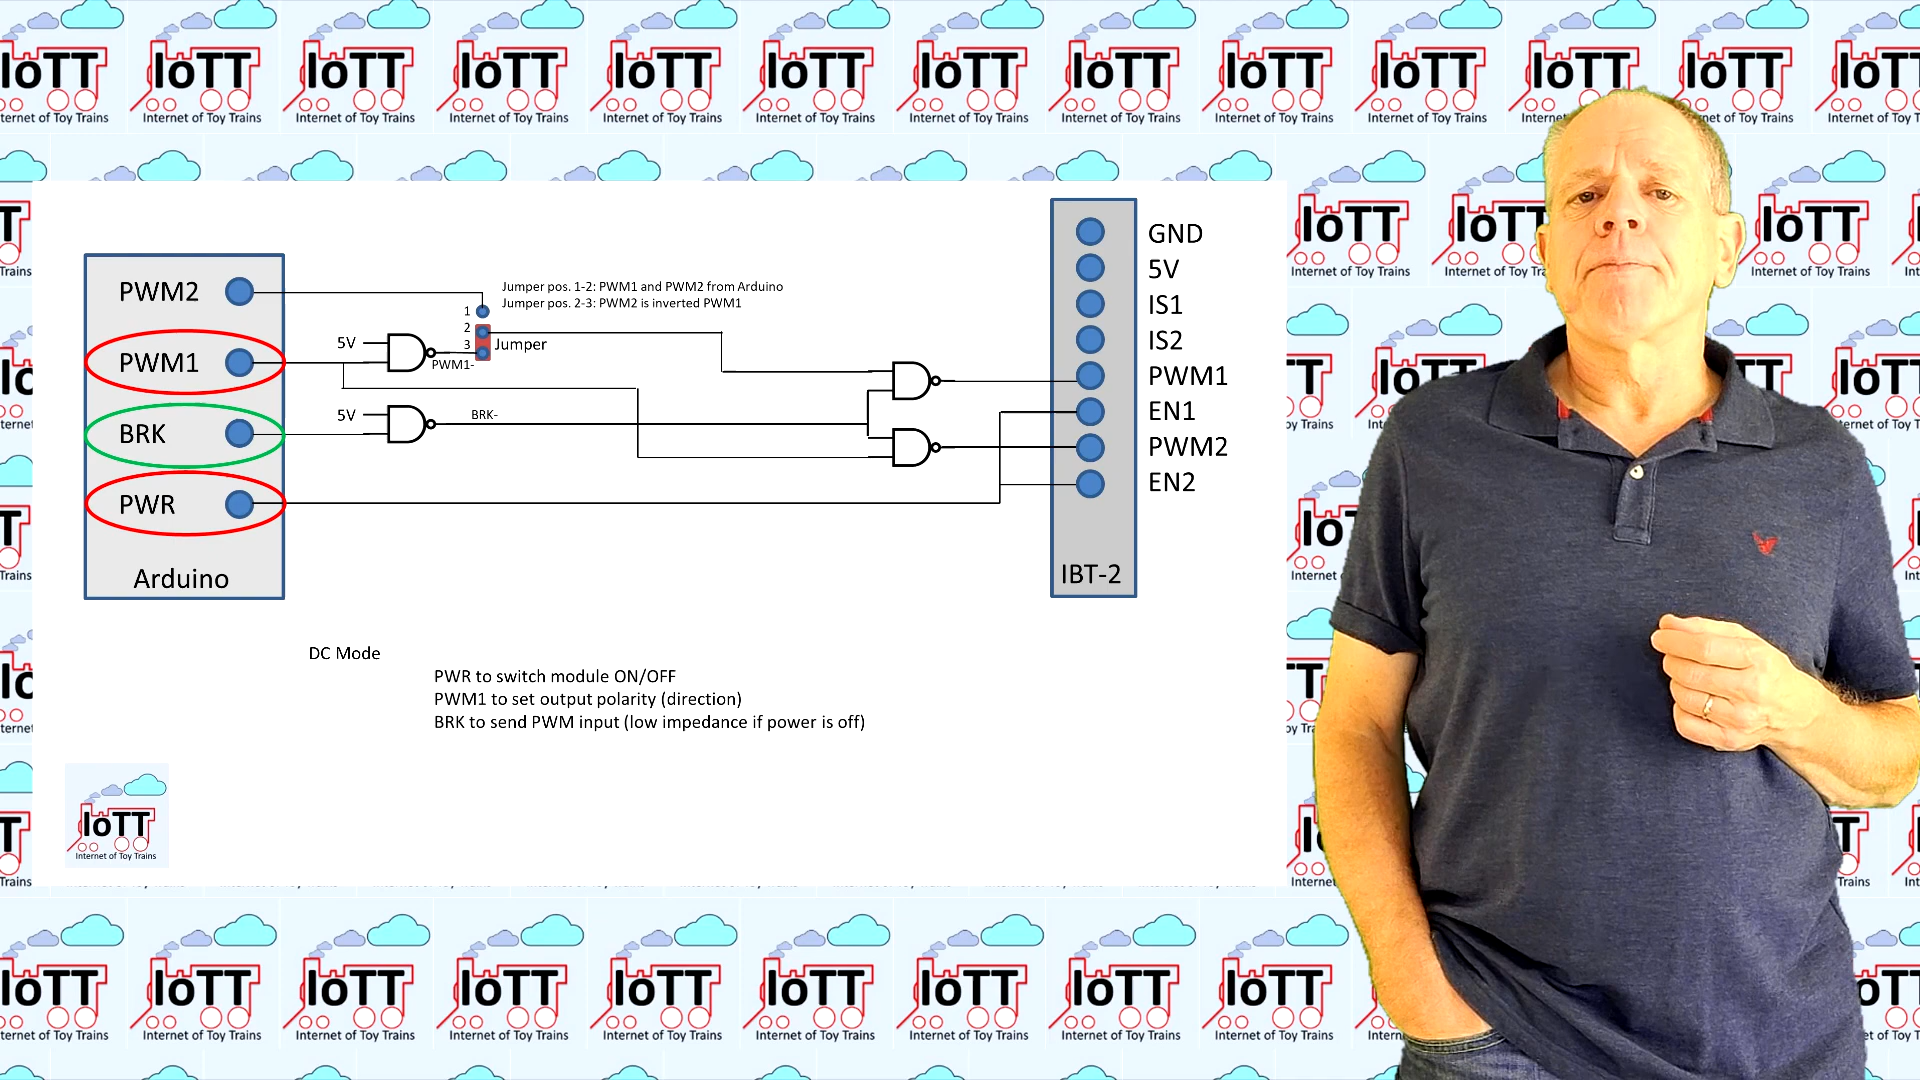 GND
5V
IS1
IS2
PWM1
EN1
PWM2
EN2
IBT-2
PWM2
PWM1
BRK
PWR
Arduino
Jumper pos. 1-2: PWM1 and PWM2 from Arduino
Jumper pos. 2-3: PWM2 is inverted PWM1
1
2
3
Jumper
5V
PWM1-
5V
BRK-
DC Mode
PWR to switch module ON/OFF
PWM1 to set output polarity (direction)
BRK to send PWM input (low impedance if power is off)
IoTT
Internet of Toy Trains